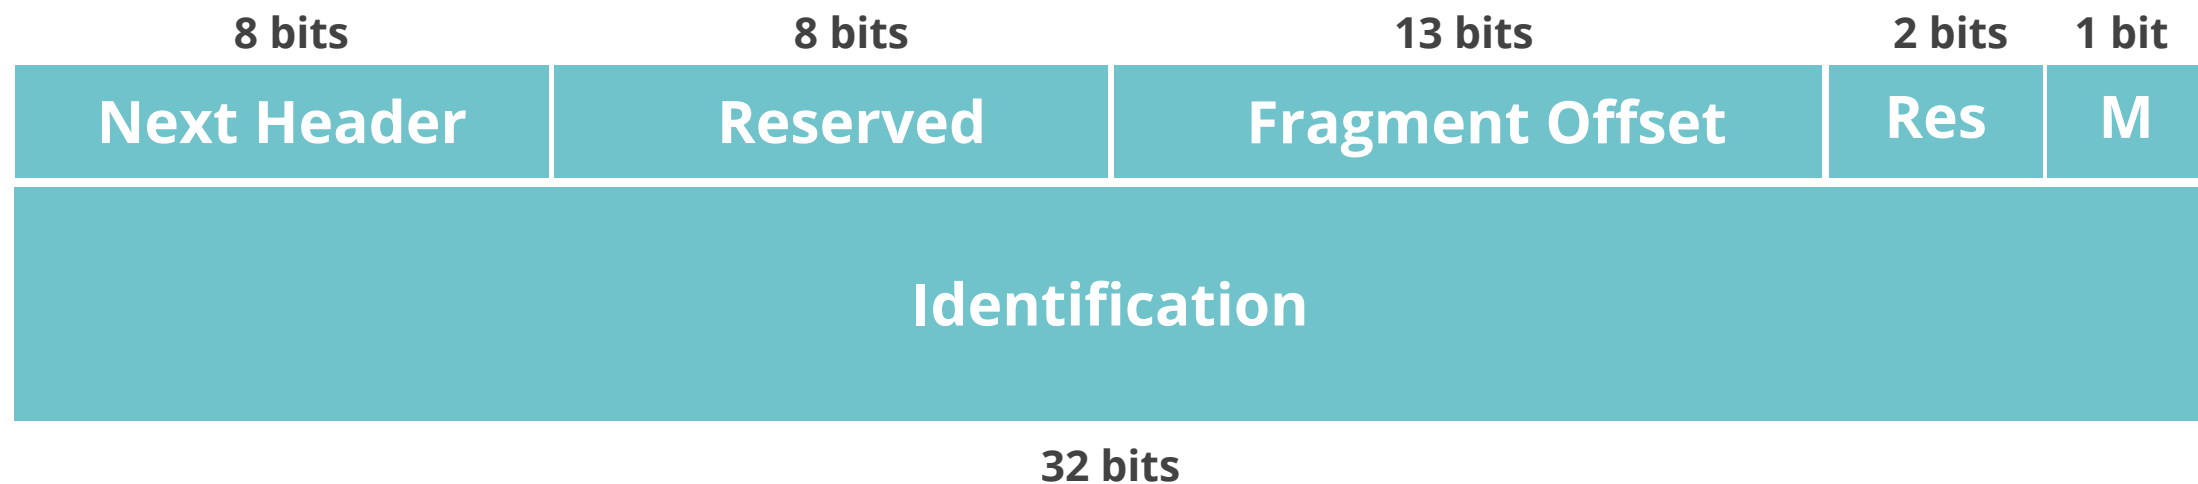 8 bits 8 bits 13 bits 2 bits 1 bit
Next Header Reserved Fragment Offset Res M
Identification
32 bits